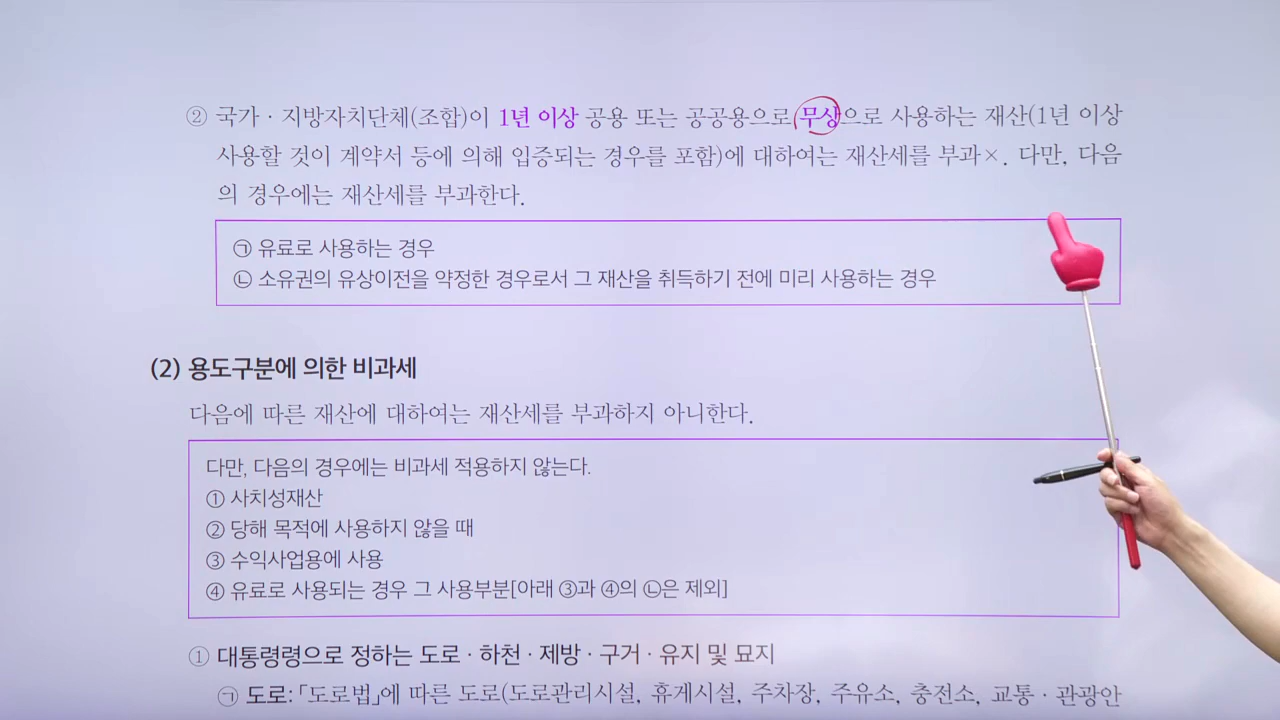 ② 국가 · 지방자치단체(조합)이 1년 이상 공용 또는 공공용으로 무상으로 사용하는 재산(1년 이상
사용할 것이 계약서 등에 의해 입증되는 경우를 포함)에 대하여는 재산세를 부과×. 다만, 다음
의 경우에는 재산세를 부과한다.
㉠ 유료로 사용하는 경우
㉡ 소유권의 유상이전을 약정한 경우로서 그 재산을 취득하기 전에 미리 사용하는 경우
(2) 용도구분에 의한 비과세
다음에 따른 재산에 대하여는 재산세를 부과하지 아니한다.
다만, 다음의 경우에는 비과세 적용하지 않는다.
① 사치성재산
② 당해 목적에 사용하지 않을 때
③ 수익사업용에 사용
④ 유료로 사용되는 경우 그 사용부분[아래 ③과 ④의 ㉡은 제외]
① 대통령령으로 정하는 도로 · 하천 · 제방 · 구거 · 유지 및 묘지
㉠ 도로: 「도로법」에 따른 도로(도로관리시설, 휴게시설, 주차장, 주유소, 충전소, 교통 · 관광안